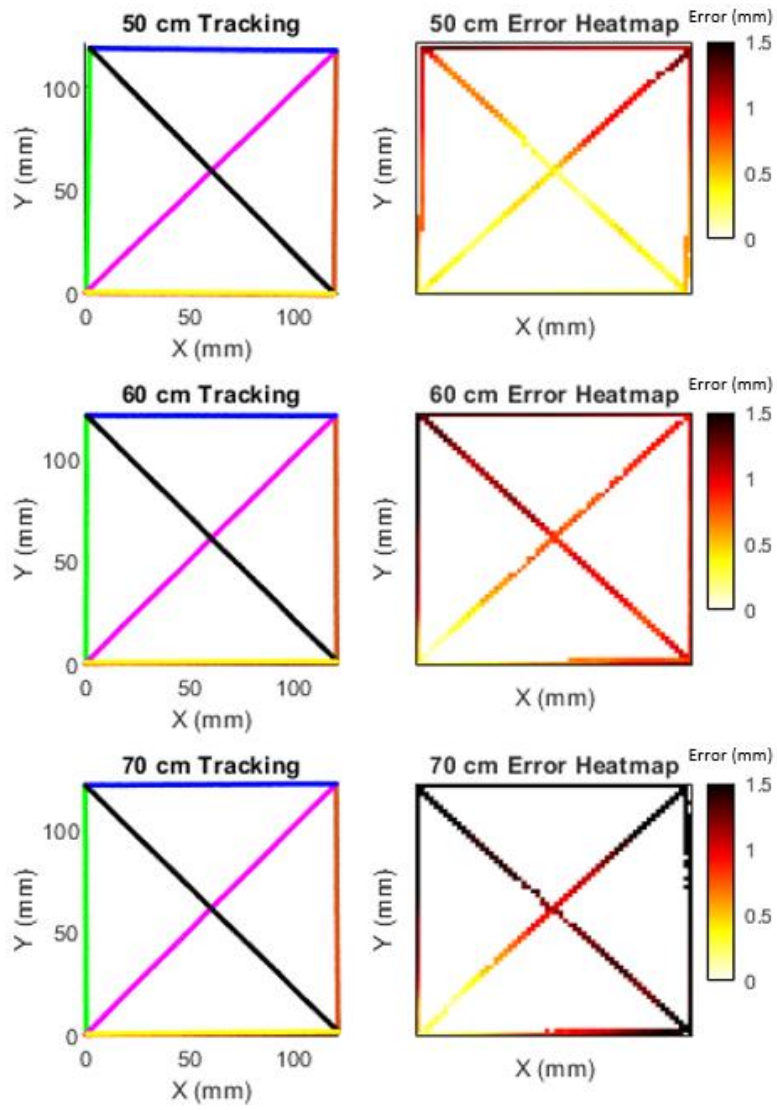 50 cm Tracking
50 cm Error Heatmap
Error (mm)
100
50
0
Y (mm)
0 50 100
X (mm)
Y (mm)
X (mm)
1.5
1
0.5
0
60 cm Tracking
60 cm Error Heatmap
Error (mm)
100
50
0
Y (mm)
0 50 100
X (mm)
Y (mm)
X (mm)
1.5
1
0.5
0
70 cm Tracking
70 cm Error Heatmap
Error (mm)
100
50
0
Y (mm)
0 50 100
X (mm)
Y (mm)
X (mm)
1.5
1
0.5
0